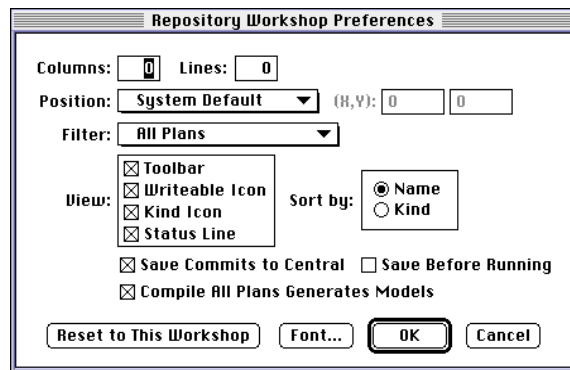 Repository Workshop Preferences
Columns: 0 Lines: 0
Position: System Default (X,Y): 0 0
Filter: All Plans
View:
Toolbar
Writeable Icon
Kind Icon
Status Line
Sort by:
Name
Kind
Save Commits to Central Save Before Running
Compile All Plans Generates Models
Reset to This Workshop Font... OK Cancel